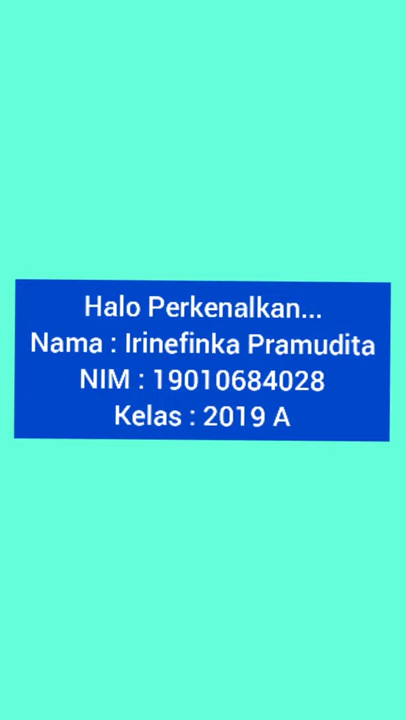 Halo Perkenalkan...
Nama : Irinefinka Pramudita
NIM : 19010684028
Kelas : 2019 A